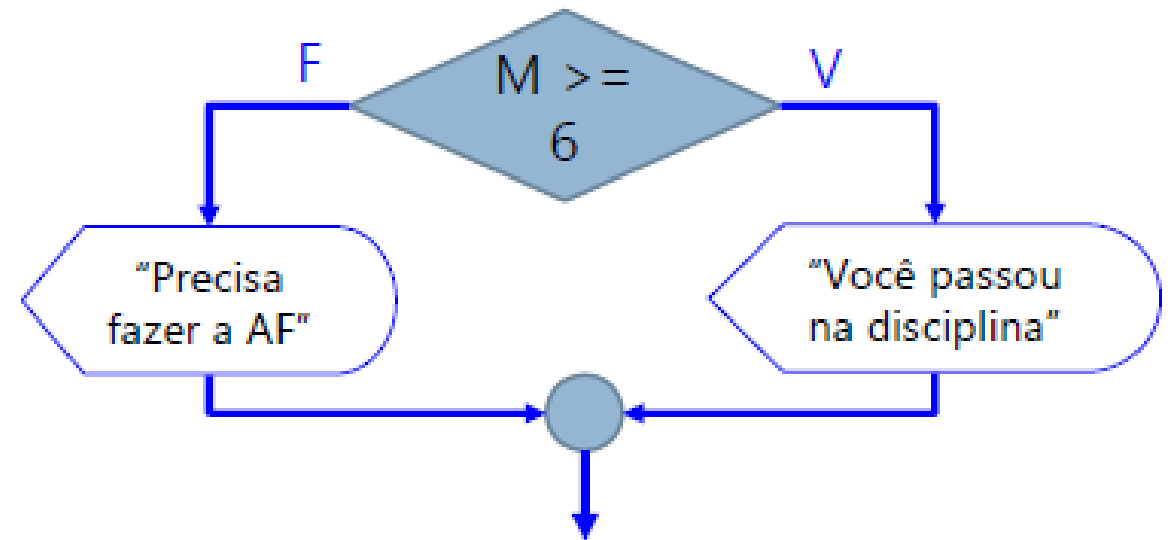 F
M >=
6
V
“Precisa
fazer a AF”
“Você passou
na disciplina”